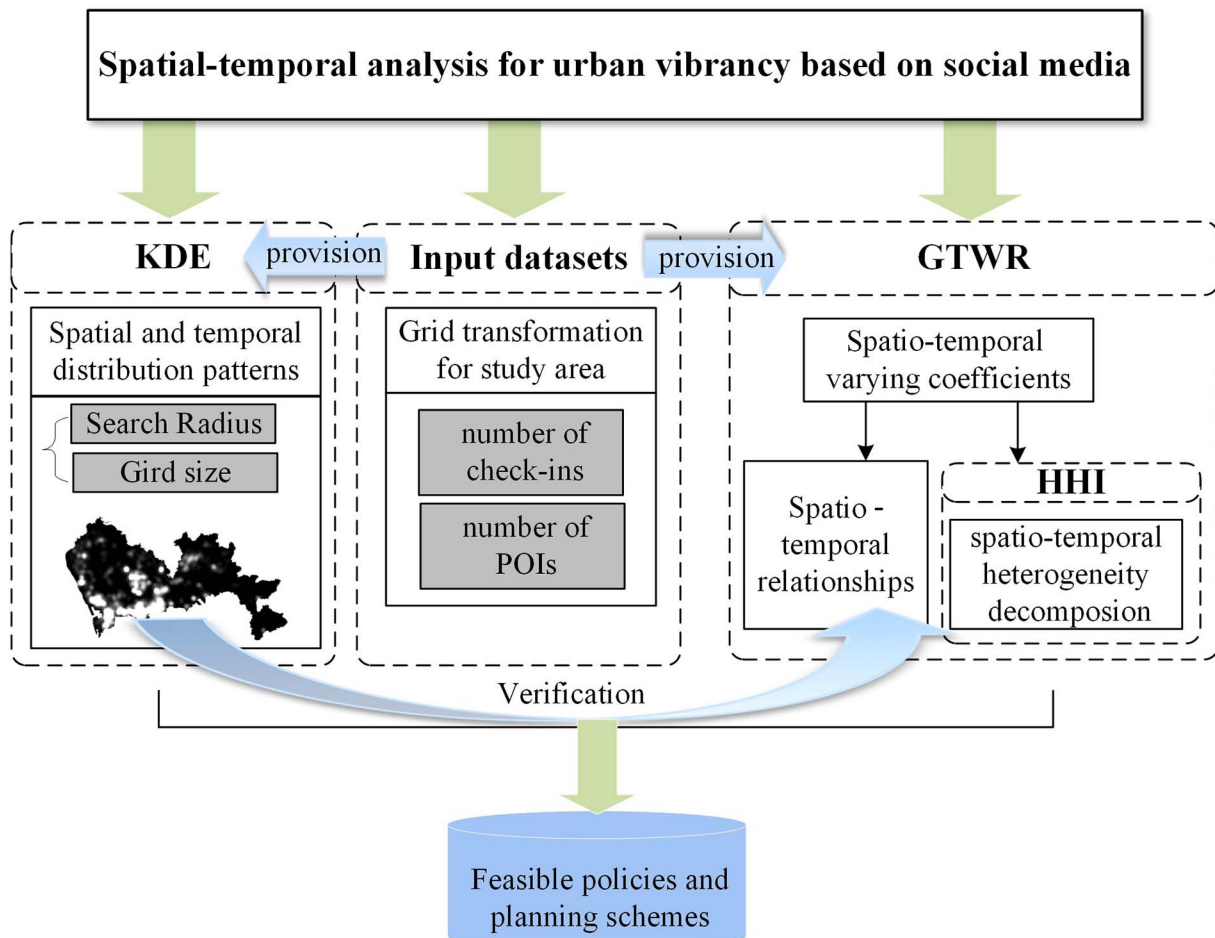 Spatial-temporal analysis for urban vibrancy based on social media
KDE
provision
Input datasets
provision
GTWR
Spatial and temporal
distribution patterns
Search Radius
Gird size
Grid transformation
for study area
number of
check-ins
number of
POIs
Spatio-temporal
varying coefficients
Spatio -
temporal
relationships
HHI
spatio-temporal
heterogeneity
decomposion
Verification
Feasible policies and
planning schemes